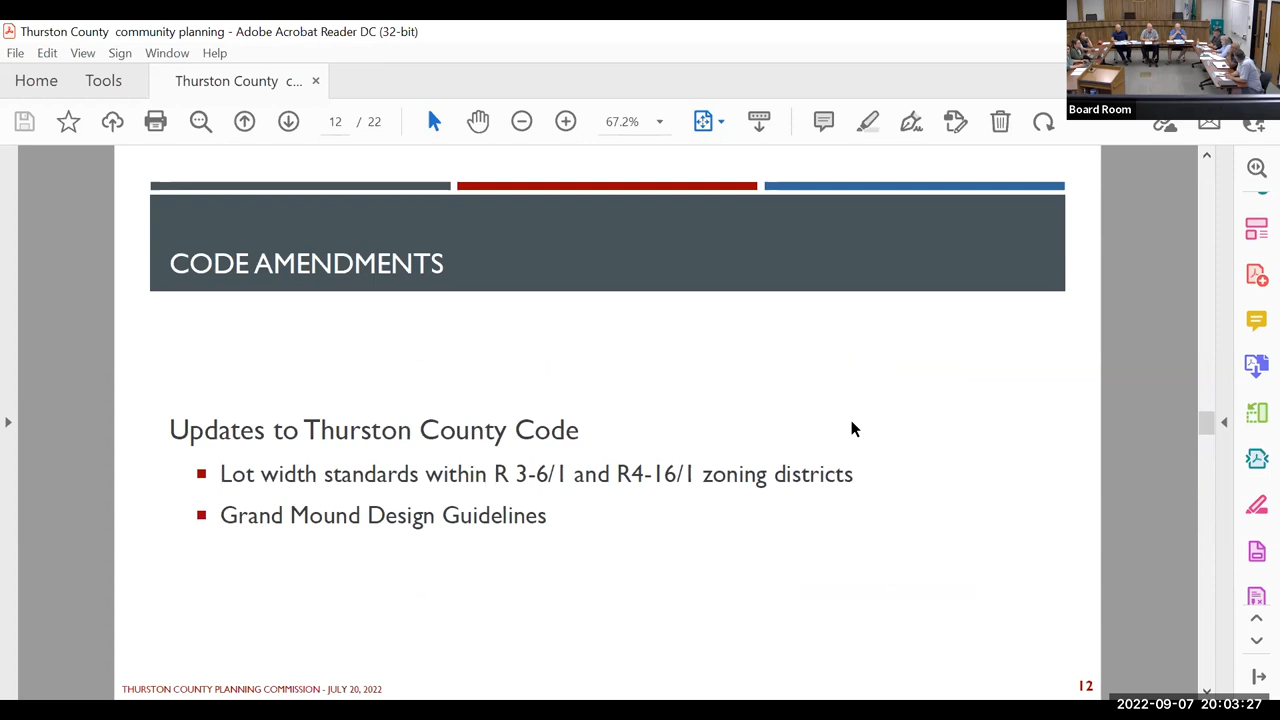 Thurston County  community planning - Adobe Acrobat Reader DC (32-bit)
File Edit View Sign Window Help
Home Tools Thurston County c... ×
12 / 22 67.2%
Board Room
CODE AMENDMENTS
Updates to Thurston County Code
Lot width standards within R 3-6/1 and R4-16/1 zoning districts
Grand Mound Design Guidelines
THURSTON COUNTY PLANNING COMMISSION - JULY 20, 2022
12
2022-09-07 20:03:27